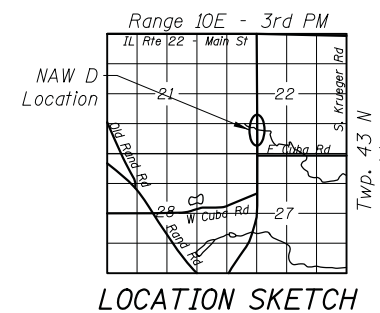 Range 10E - 3rd PM
IL Rte 22 - Main St
NAW D
Location
21
22
S. Krueger Rd
Twp. 43 N
E Cuba Rd
Old Rand Rd
28
W Cuba Rd
27
Rand Rd
LOCATION SKETCH